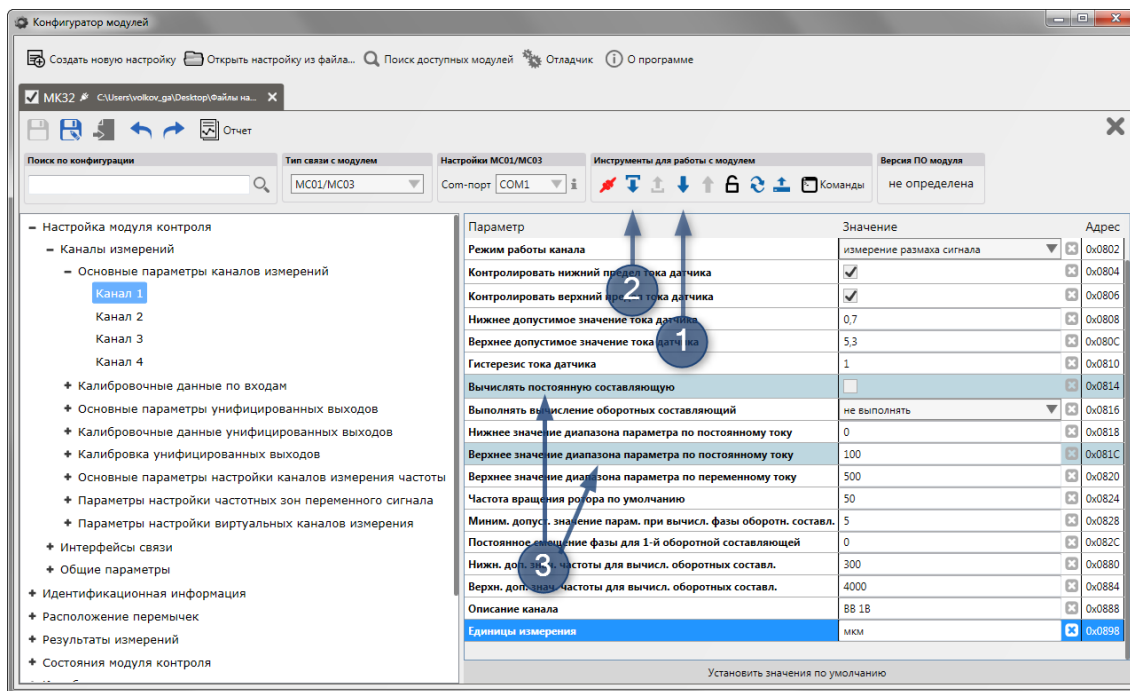 Конфигуратор модулей
Создать новую настройку Открыть настройку из файла... Поиск доступных модулей Отладчик О программе
МК32 C:\Users\volkov_ga\Desktop\Файлы на...
Отчет
Поиск по конфигурации Тип связи с модулем Настройки МС01/МС03 Инструменты для работы с модулем Версия ПО модуля
МС01/МС03 Com-порт COM1 Команды не определена
Настройка модуля контроля
Каналы измерений
Основные параметры каналов измерений
Канал 1
Канал 2
Канал 3
Канал 4
Калибровочные данные по входам
Основные параметры унифицированных выходов
Калибровочные данные унифицированных выходов
Калибровка унифицированных выходов
Основные параметры настройки каналов измерения частоты
Параметры настройки частотных зон переменного сигнала
Параметры настройки виртуальных каналов измерения
Интерфейсы связи
Общие параметры
Идентификационная информация
Расположение перемычек
Результаты измерений
Состояния модуля контроля
Параметр Значение Адрес
Режим работы канала измерение размаха сигнала 0x0802
Контролировать нижний предел тока датчика 0x0804
Контролировать верхний предел тока датчика 0x0806
Нижнее допустимое значение тока датчика 0,7 0x0808
Верхнее допустимое значение тока датчика 5,3 0x080C
Гистерезис тока датчика 1 0x0810
Вычислять постоянную составляющую 0x0814
Выполнять вычисление оборотных составляющий не выполнять 0x0816
Нижнее значение диапазона параметра по постоянному току 0 0x0818
Верхнее значение диапазона параметра по постоянному току 100 0x081C
Верхнее значение диапазона параметра по переменному току 500 0x0820
Частота вращения ротора по умолчанию 50 0x0824
Миним. допуст. значение парам. при вычисл. фазы оборотн. составл. 5 0x0828
Постоянное смещение фазы для 1-й оборотной составляющей 0 0x082C
Нижн. доп. знач. частоты для вычисл. оборотных составл. 300 0x0880
Верхн. доп. знач. частоты для вычисл. оборотных составл. 4000 0x0884
Описание канала ВВ 1В 0x0888
Единицы измерения мкм 0x0898
Установить значения по умолчанию
2
1
3